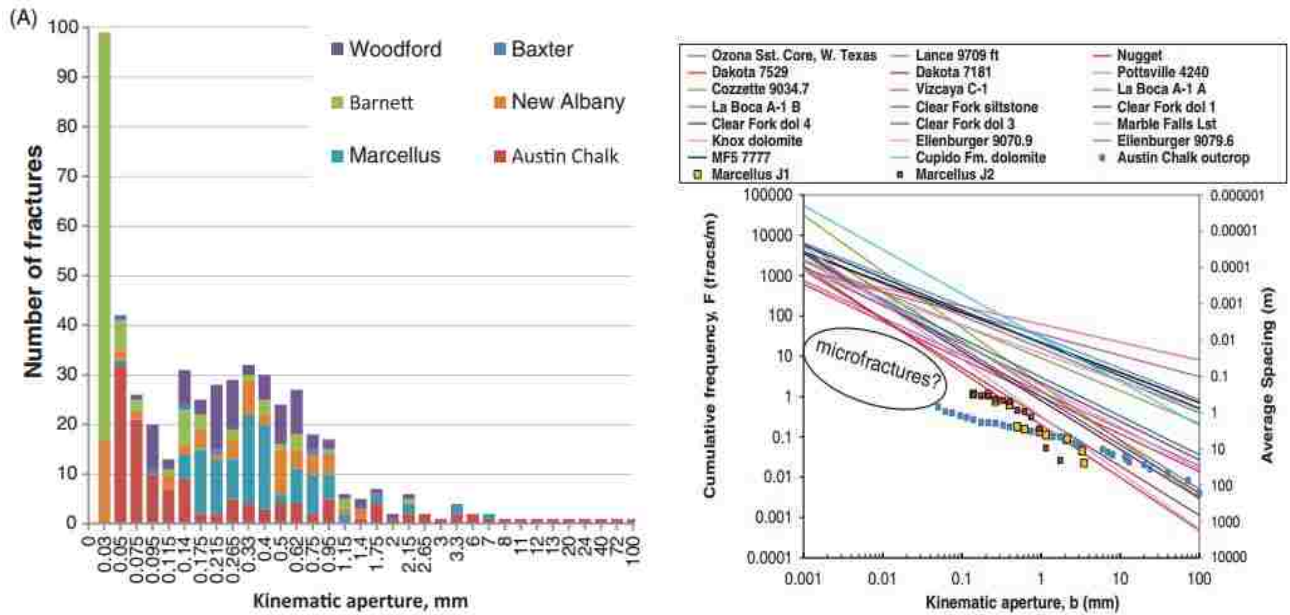 (A)
Number of fractures
100
90
80
70
60
50
40
30
20
10
0
Woodford
Baxter
Barnett
New Albany
Marcellus
Austin Chalk
0
0.03
0.05
0.075
0.095
0.115
0.14
0.175
0.215
0.265
0.33
0.4
0.5
0.62
0.75
0.95
1.15
1.4
1.75
2
2.15
2.65
3
3.3
6
7
8
11
12
13
20
24
40
72
100
Kinematic aperture, mm
Ozona Sst. Core, W. Texas
Lance 9709 ft
Nugget
Dakota 7529
Dakota 7181
Pottsville 4240
Cozzette 9034.7
Vizcaya C-1
La Boca A-1 A
La Boca A-1 B
Clear Fork siltstone
Clear Fork dol 1
Clear Fork dol 4
Clear Fork dol 3
Marble Falls Lst
Knox dolomite
Ellenburger 9070.9
Ellenburger 9079.6
MF5 7777
Cupido Fm. dolomite
Austin Chalk outcrop
Marcellus J1
Marcellus J2
Cumulative frequency, F (fracs/m)
100000
10000
1000
100
10
1
0.1
0.01
0.001
0.0001
microfractures?
0.000001
0.00001
0.0001
0.001
0.01
0.1
1
10
100
1000
10000
Average Spacing (m)
0.001
0.01
0.1
1
10
100
Kinematic aperture, b (mm)